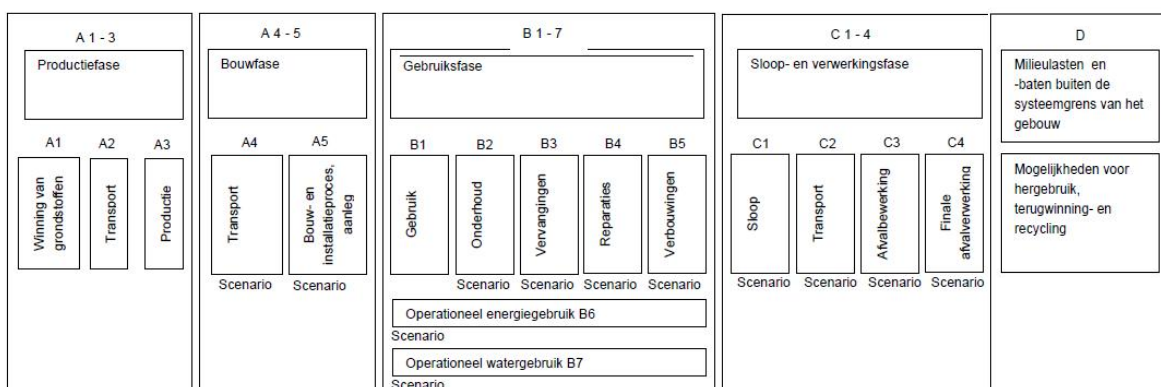 A 1 - 3
Productiefase
A1
A2
A3
Winning van
grondstoffen
Transport
Productie
A 4 - 5
Bouwfase
A4
A5
Transport
Bouw- en
installatieproces,
aanleg
Scenario
Scenario
B 1 - 7
Gebruiksfase
B1
B2
B3
B4
B5
Gebruik
Onderhoud
Vervangingen
Reparaties
Verbouwingen
Scenario
Scenario
Scenario
Scenario
Operationeel energiegebruik B6
Scenario
Operationeel watergebruik B7
Scenario
C 1 - 4
Sloop- en verwerkingsfase
C1
C2
C3
C4
Sloop
Transport
Afvalbewerking
Finale
afvalverwerking
Scenario
Scenario
Scenario
Scenario
D
Milieulasten en
-baten buiten de
systeemgrens van het
gebouw
Mogelijkheden voor
hergebruik,
terugwinning- en
recycling